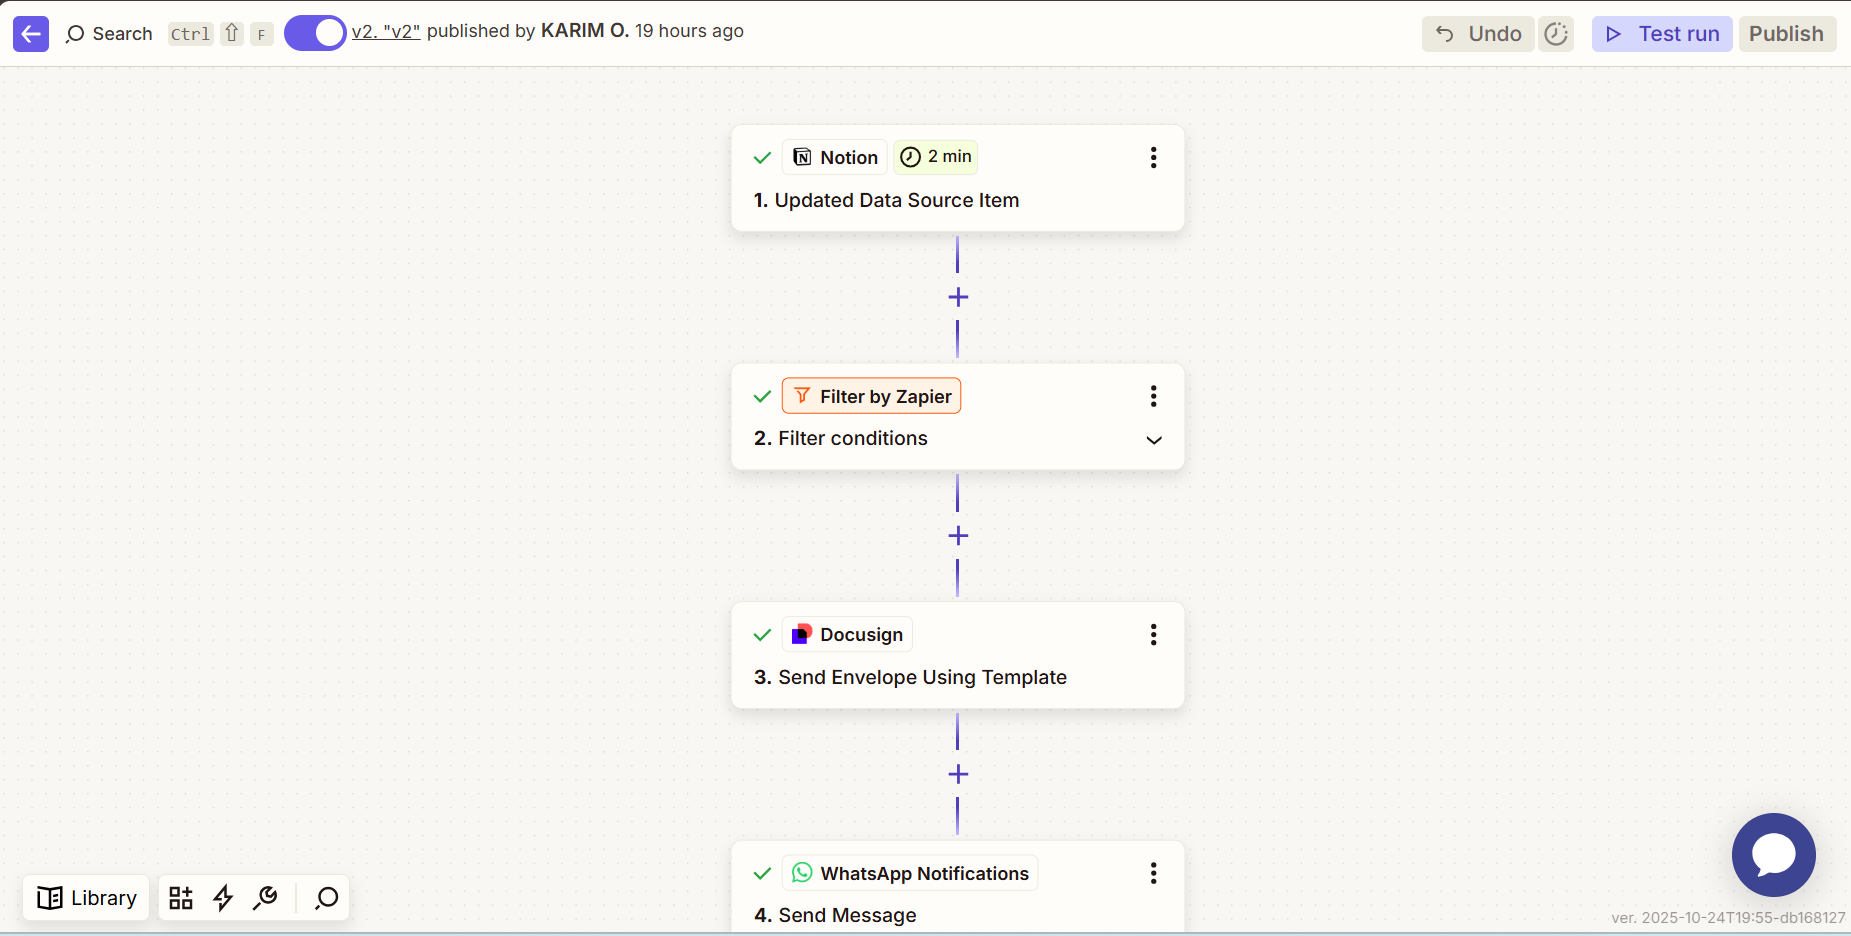 Search Ctrl F v2. "v2" published by KARIM O. 19 hours ago Undo Test run Publish
Notion 2 min
1. Updated Data Source Item
Filter by Zapier
2. Filter conditions
Docusign
3. Send Envelope Using Template
WhatsApp Notifications
4. Send Message
Library
ver. 2025-10-24T19:55-db168127